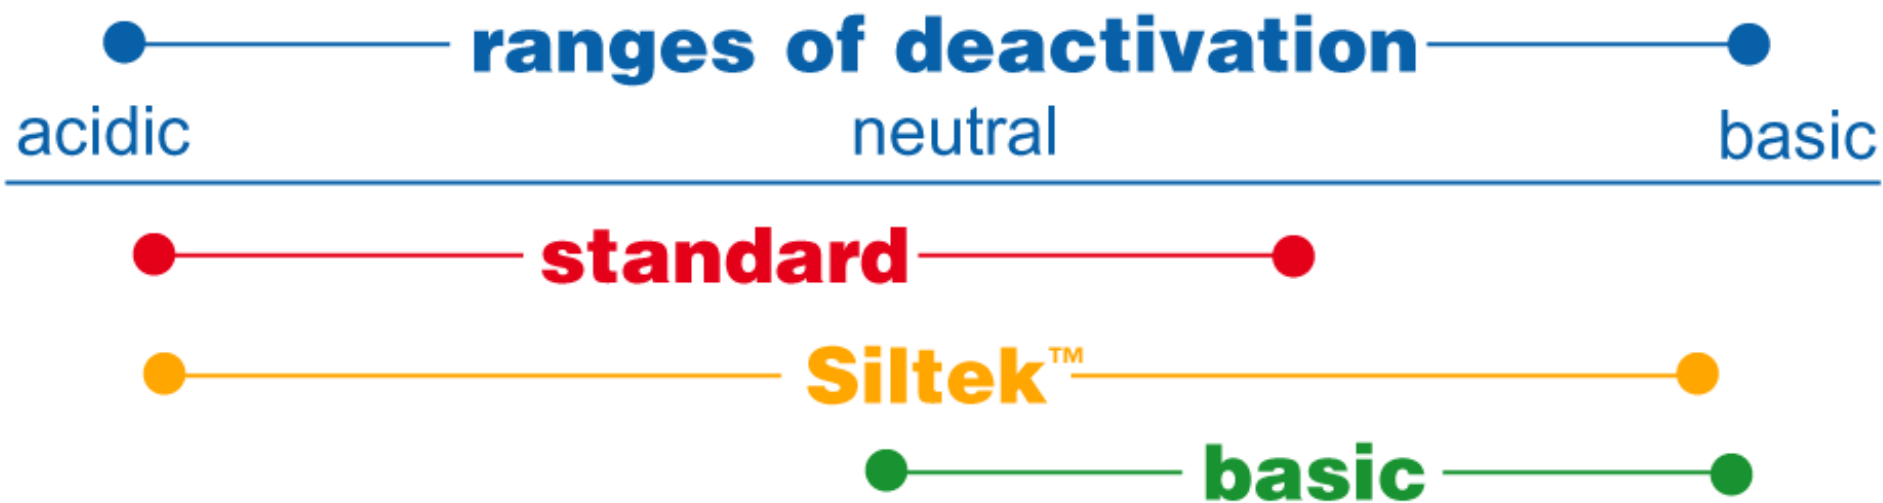 ranges of deactivation
acidic neutral basic
standard
Siltek™
basic